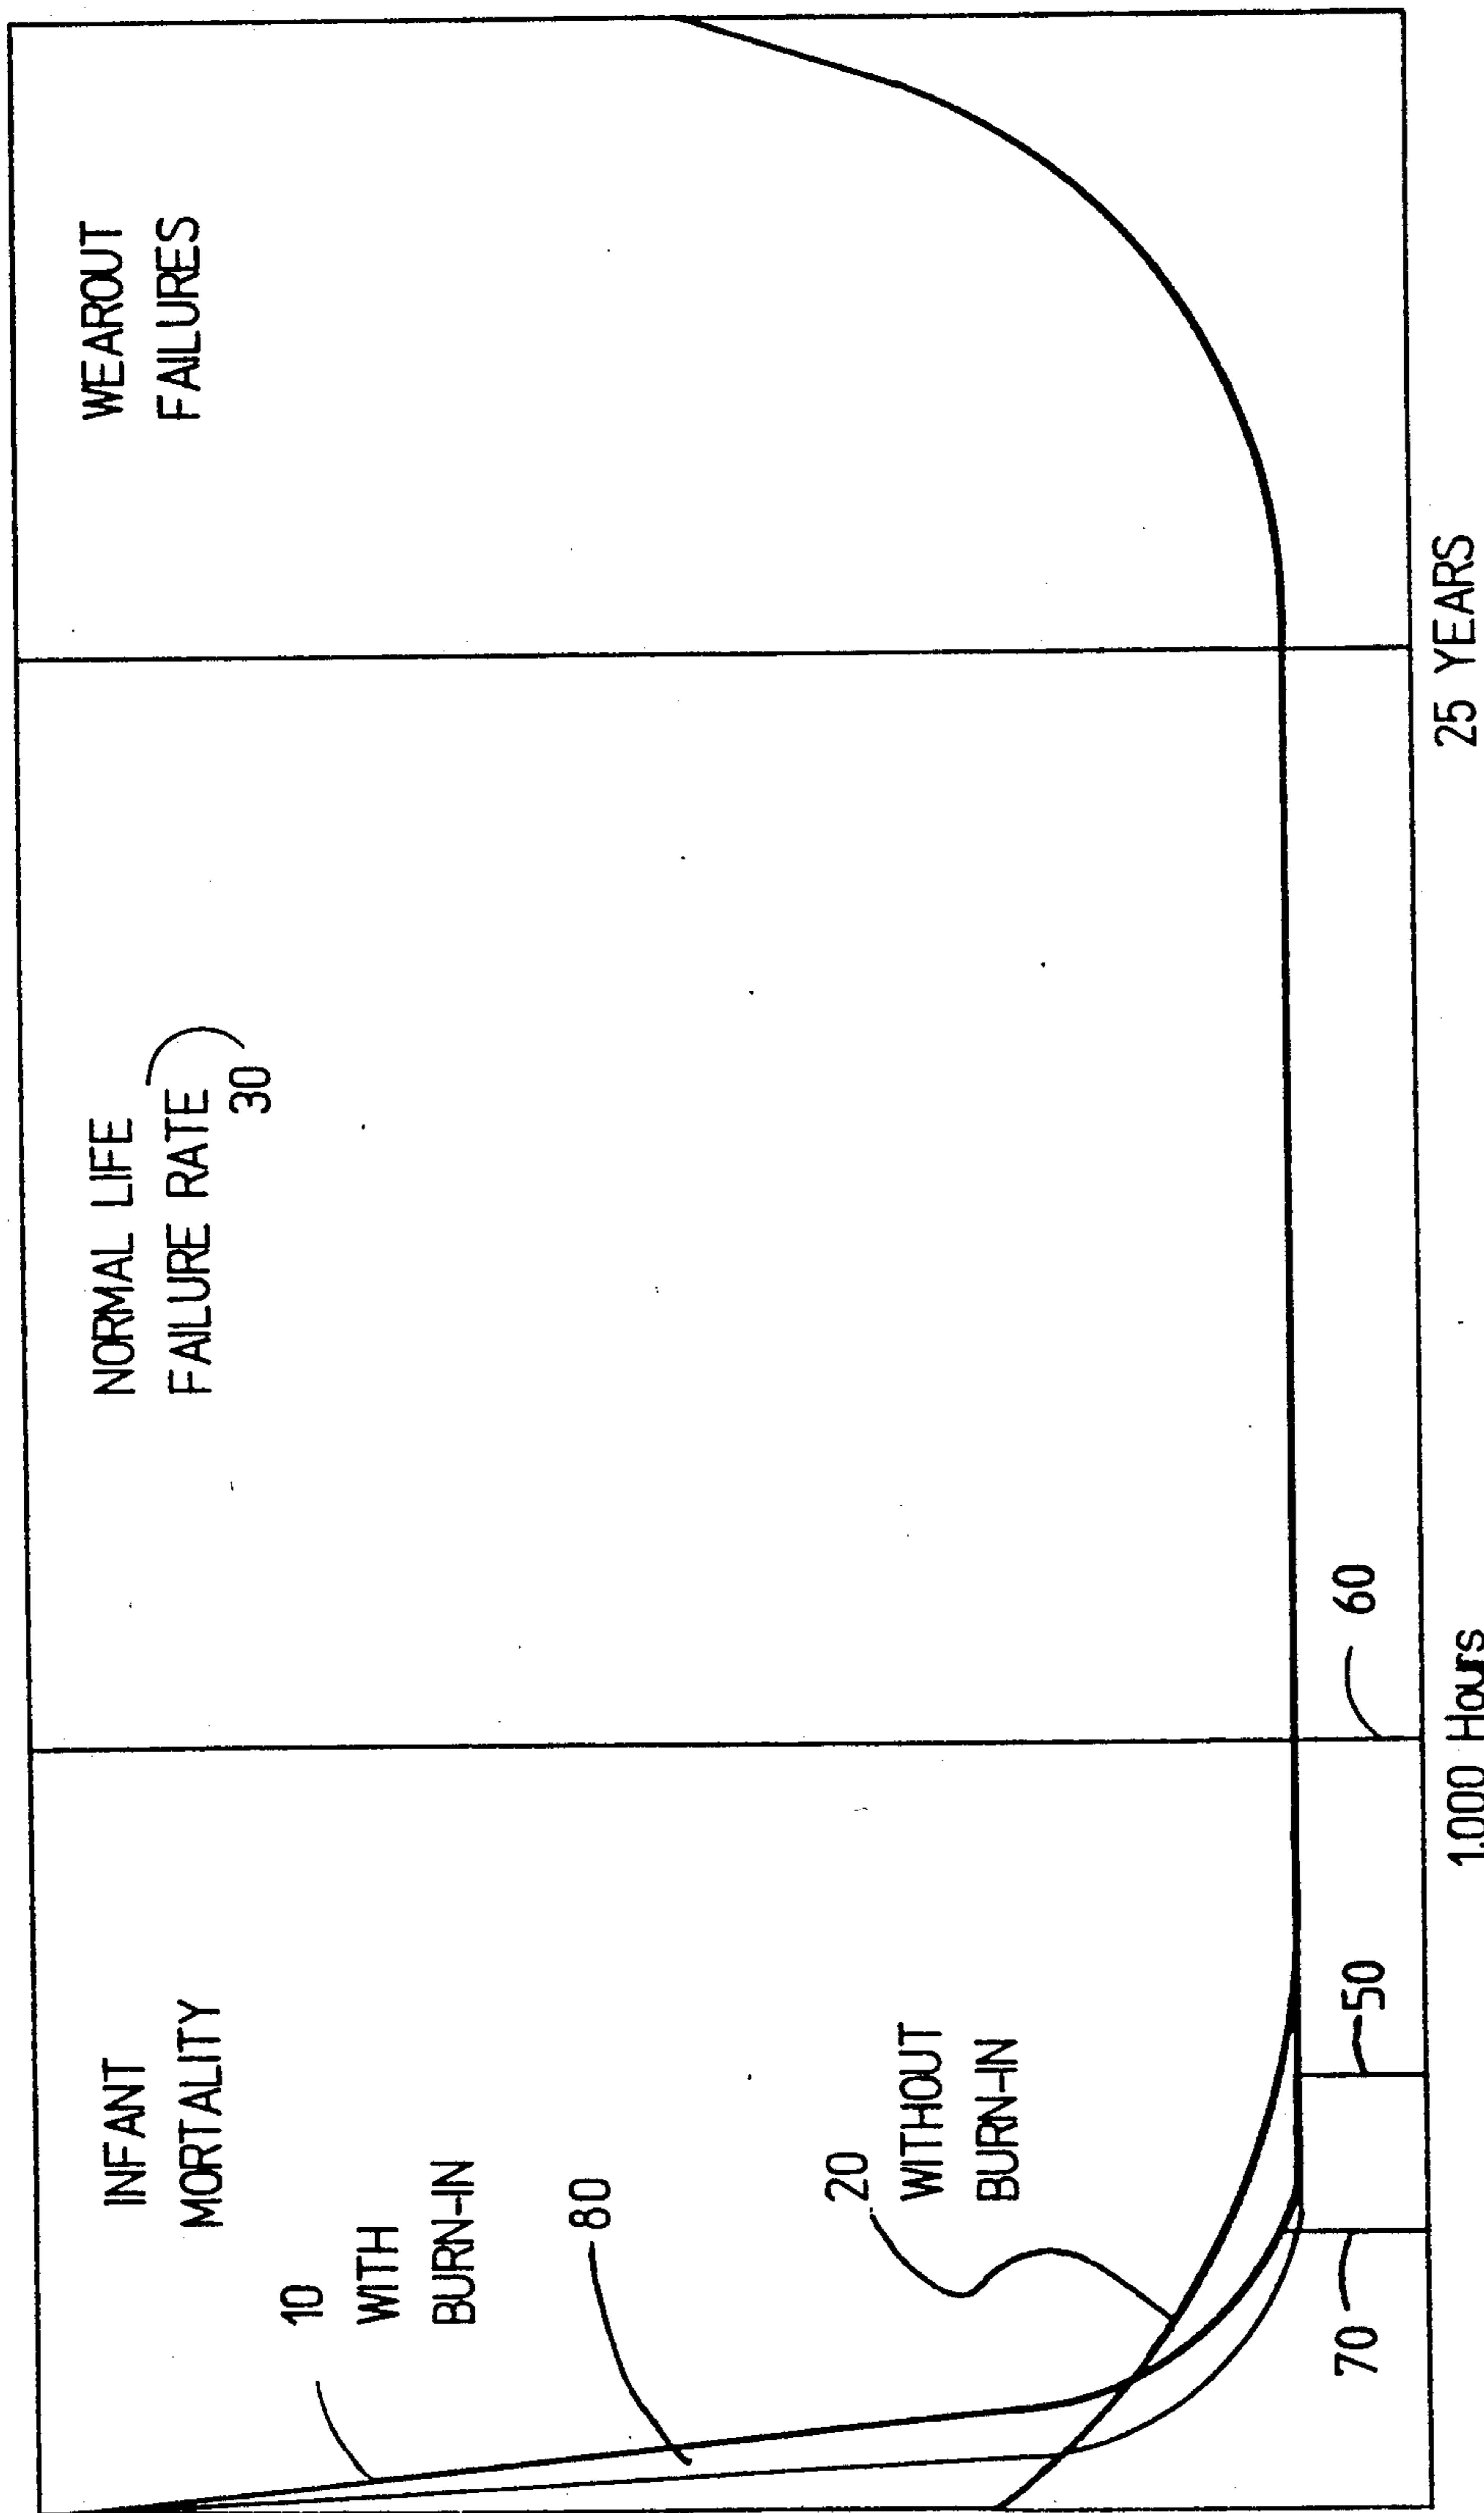 INFANT
MORTALITY
10
WITH
BURN-IN
80
20
WITHOUT
BURN-IN
70
50
60
1.000 Hours
NORMAL LIFE
FAILURE RATE
30
25 YEARS
WEAROUT
FAILURES